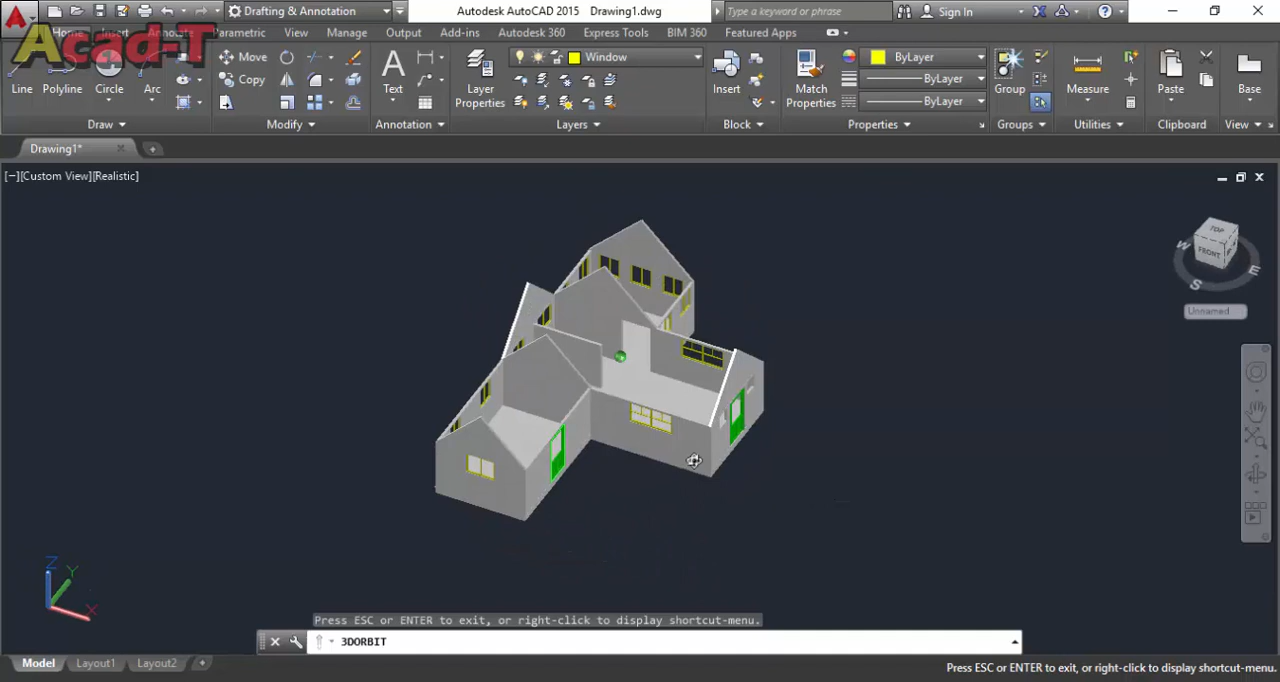 Drafting & Annotation
Autodesk AutoCAD 2015 Drawing1.dwg
Type a keyword or phrase
Sign In
Acad-T
Home Insert Annotate Parametric View Manage Output Add-ins Autodesk 360 Express Tools BIM 360 Featured Apps
Line Polyline Circle Arc
Move
Copy
Text
Layer
Properties
Window
Insert
Match
Properties
ByLayer
ByLayer
ByLayer
Group
Measure
Paste
Base
Draw Modify Annotation Layers Block Properties Groups Utilities Clipboard View
Drawing1*
[−][Custom View][Realistic]
TOP
FRONT
W
S
E
Unnamed
Z
Y
X
Press ESC or ENTER to exit, or right-click to display shortcut-menu.
3DORBIT
Model Layout1 Layout2
Press ESC or ENTER to exit, or right-click to display shortcut-menu.